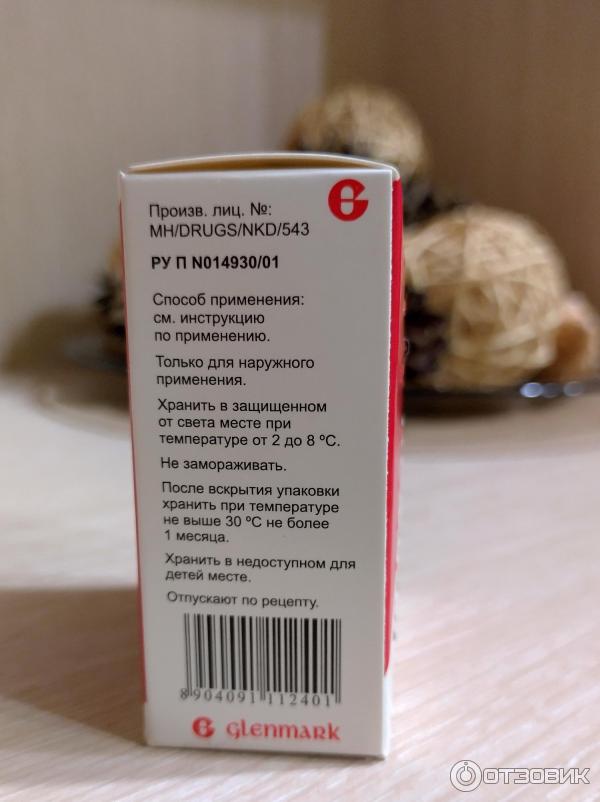 Произв. лиц. №:
MH/DRUGS/NKD/543
РУ П N014930/01
Способ применения:
см. инструкцию
по применению.
Только для наружного
применения.
Хранить в защищенном
от света месте при
температуре от 2 до 8 ºС.
Не замораживать.
После вскрытия упаковки
хранить при температуре
не выше 30 ºС не более
1 месяца.
Хранить в недоступном для
детей месте.
Отпускают по рецепту.
8 904091 112401
G glenmark
ОТЗОВИК